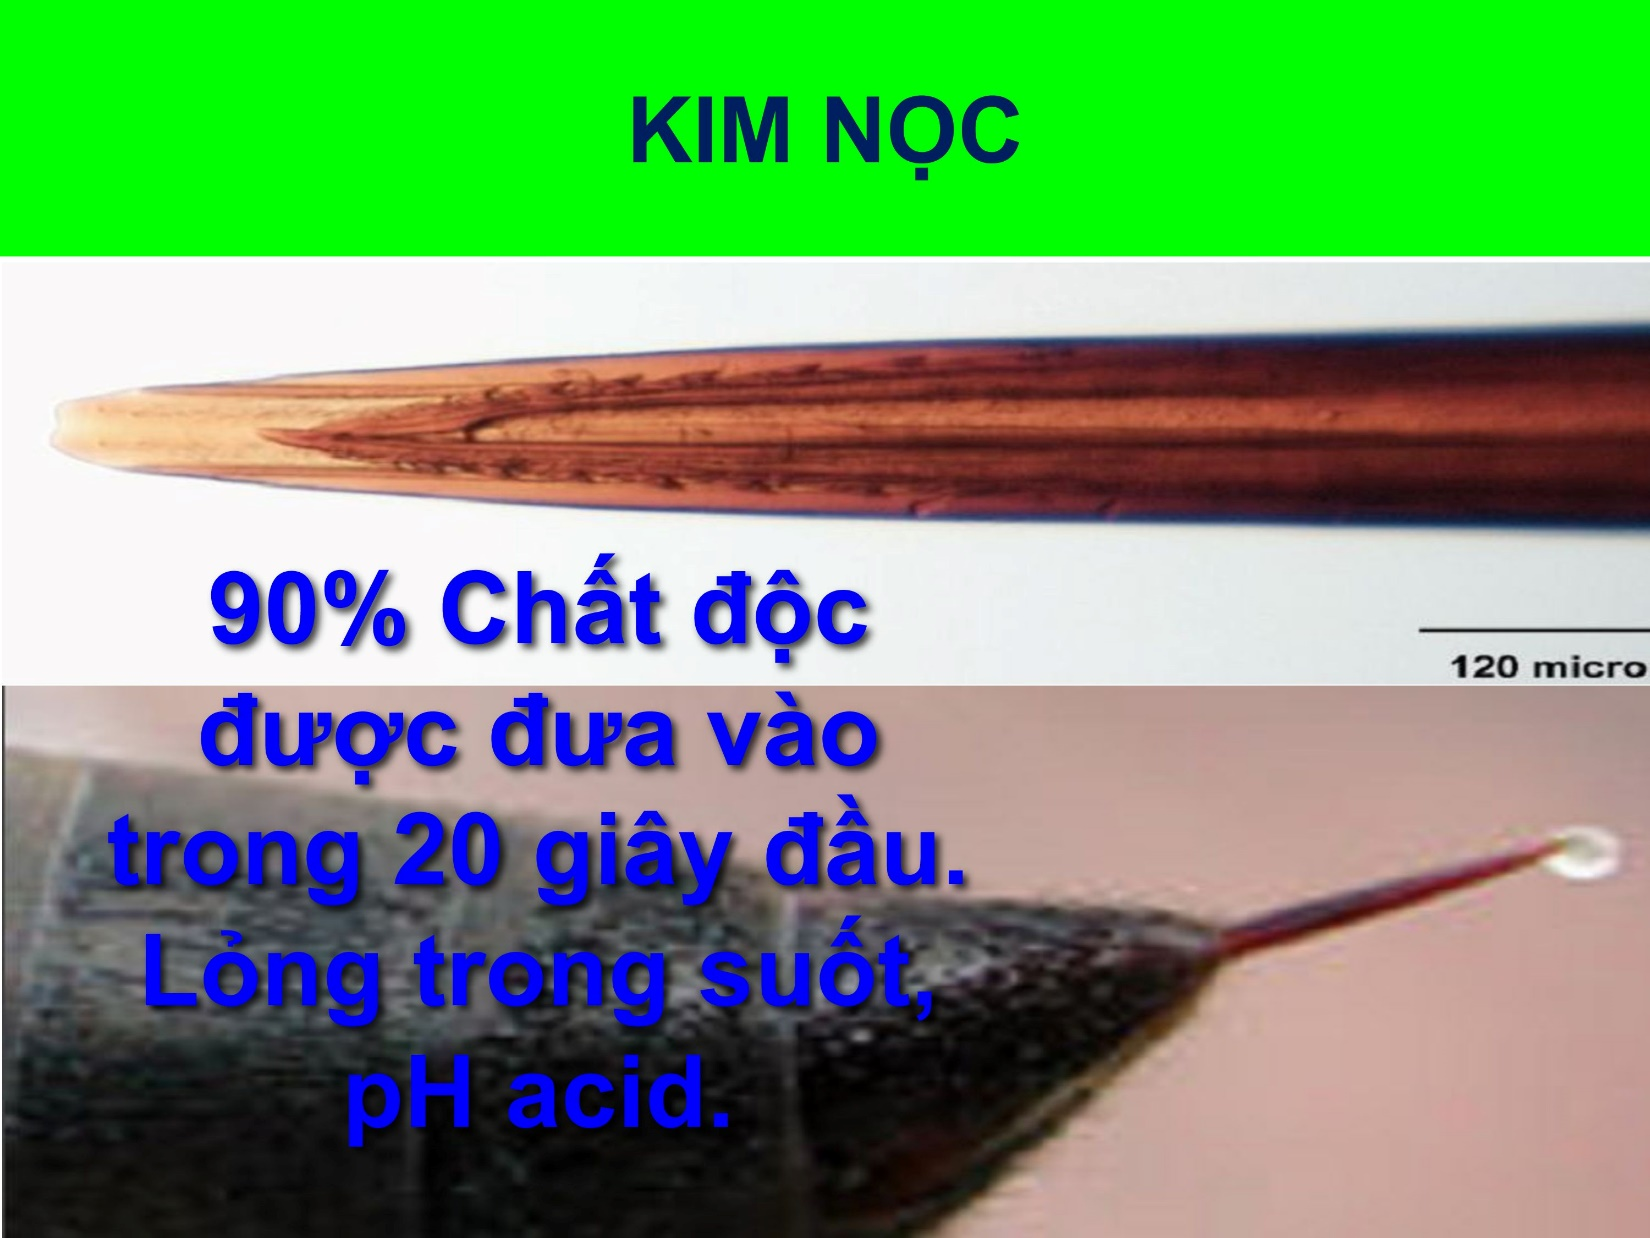 KIM NỌC
90% Chất độc
được đưa vào
trong 20 giây đầu.
Lỏng trong suốt,
pH acid.
120 micro